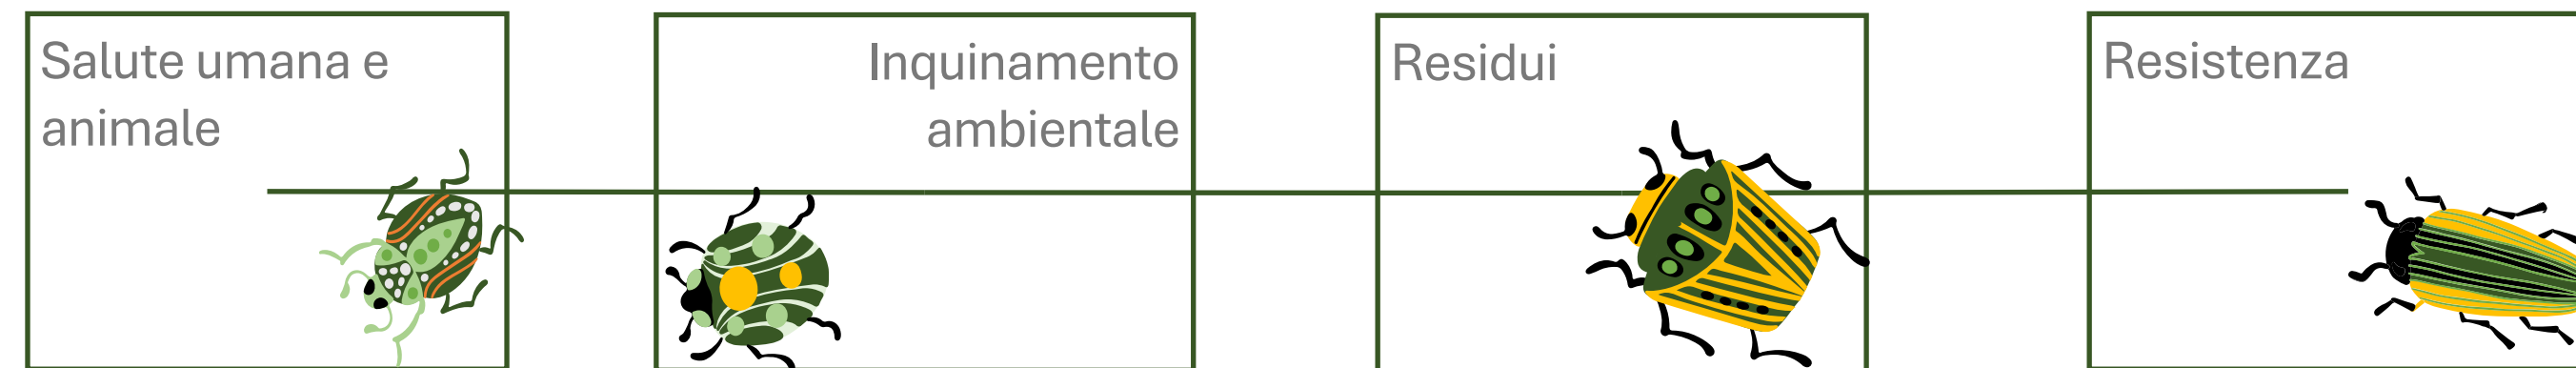 Salute umana e
animale
Inquinamento
ambientale
Residui
Resistenza